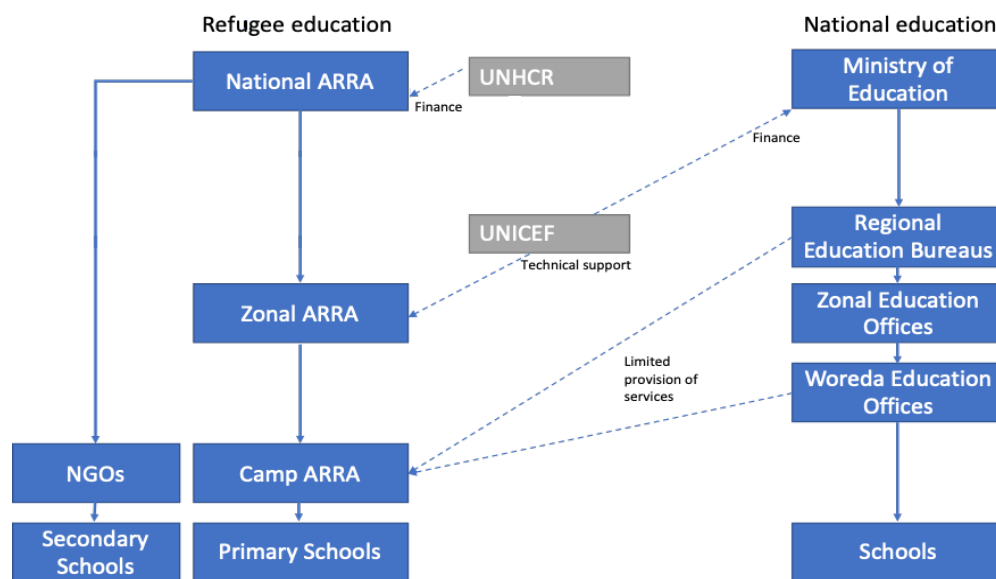 Refugee education
National education
National ARRA
UNHCR
Ministry of
Education
Finance
Finance
UNICEF
Regional
Education Bureaus
Technical support
Zonal ARRA
Zonal Education
Offices
Limited
provision of
services
Woreda Education
Offices
NGOs
Camp ARRA
Secondary
Schools
Primary Schools
Schools